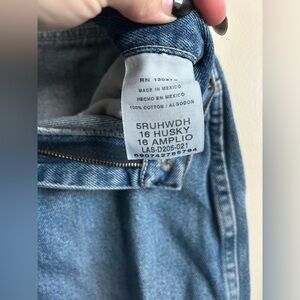 RN
MADE IN MEXICO
HECHO EN MEXICO
100% COTTON / ALGODON
5RUHWDH
16 HUSKY
16 AMPLIO
LAS-D205-021